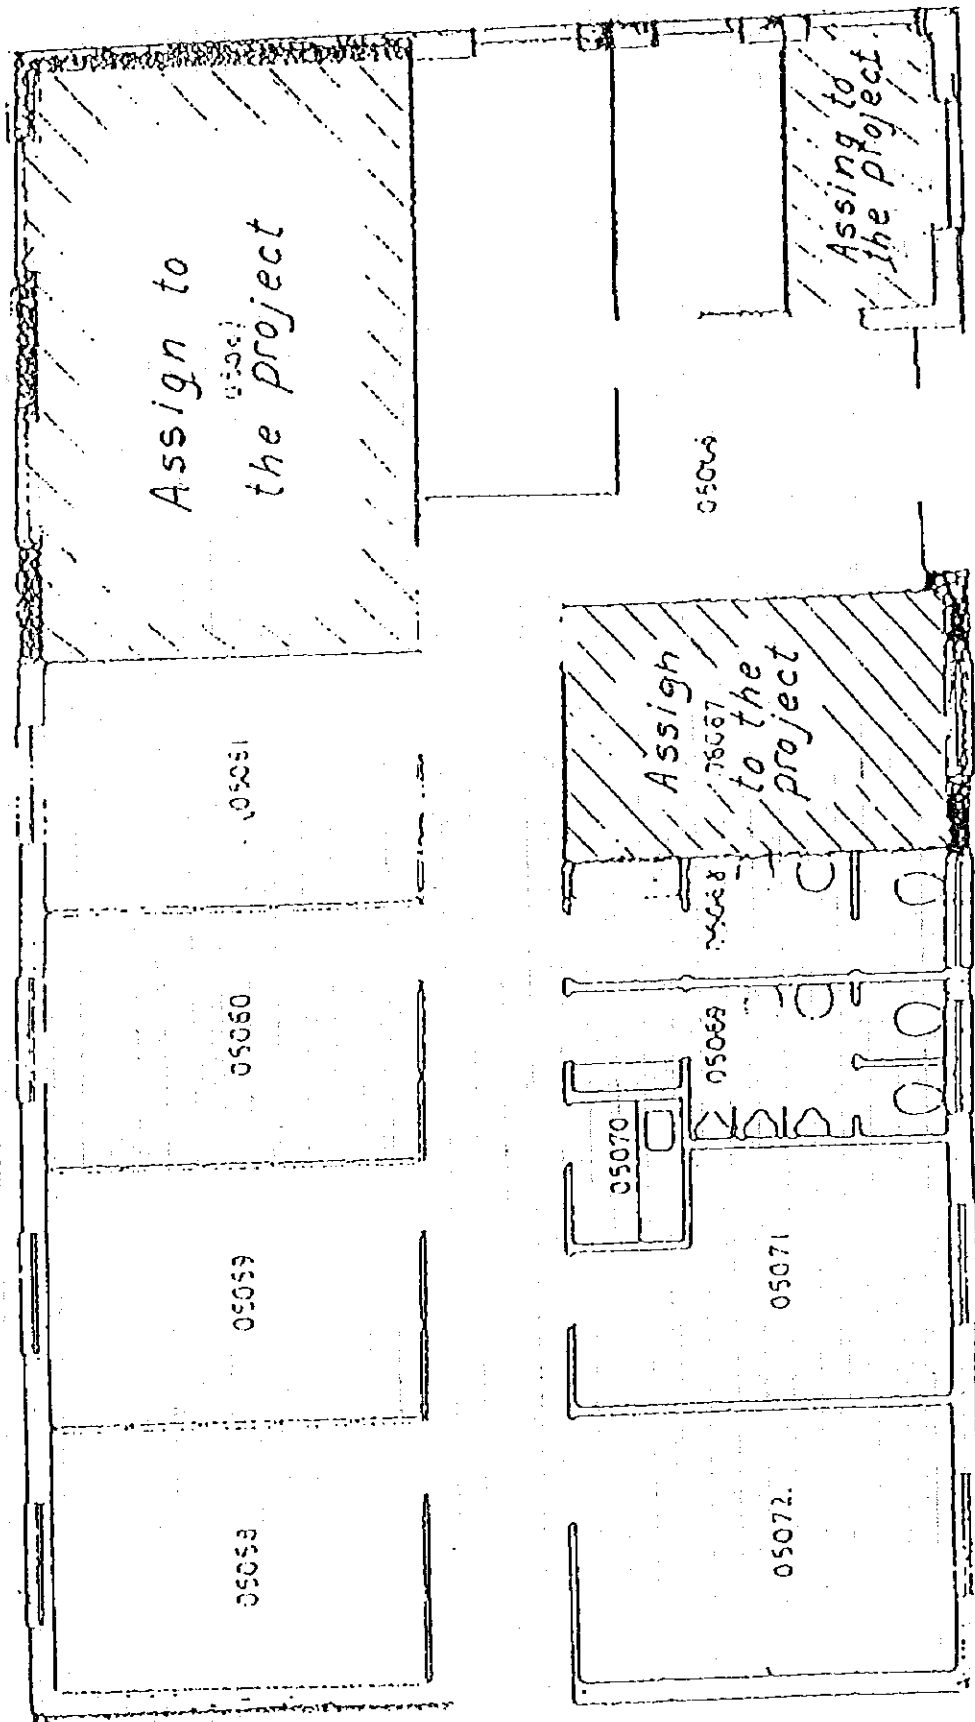 Assign to
the project
Assing to
the project
Assign
to the
project
05061
05060
05059
05058
05069
05070
05071
05072